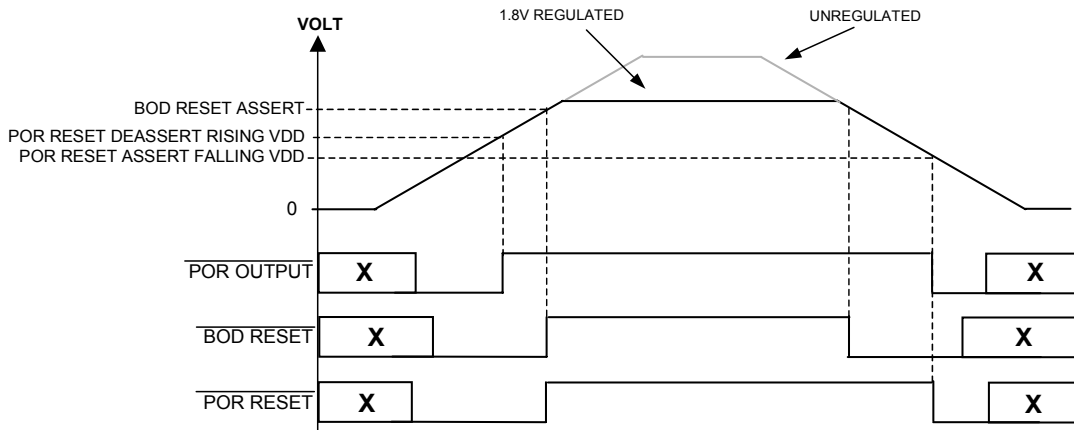 1.8V REGULATED
UNREGULATED
VOLT
BOD RESET ASSERT
POR RESET DEASSERT RISING VDD
POR RESET ASSERT FALLING VDD
0
POR OUTPUT
X
X
BOD RESET
X
X
POR RESET
X
X